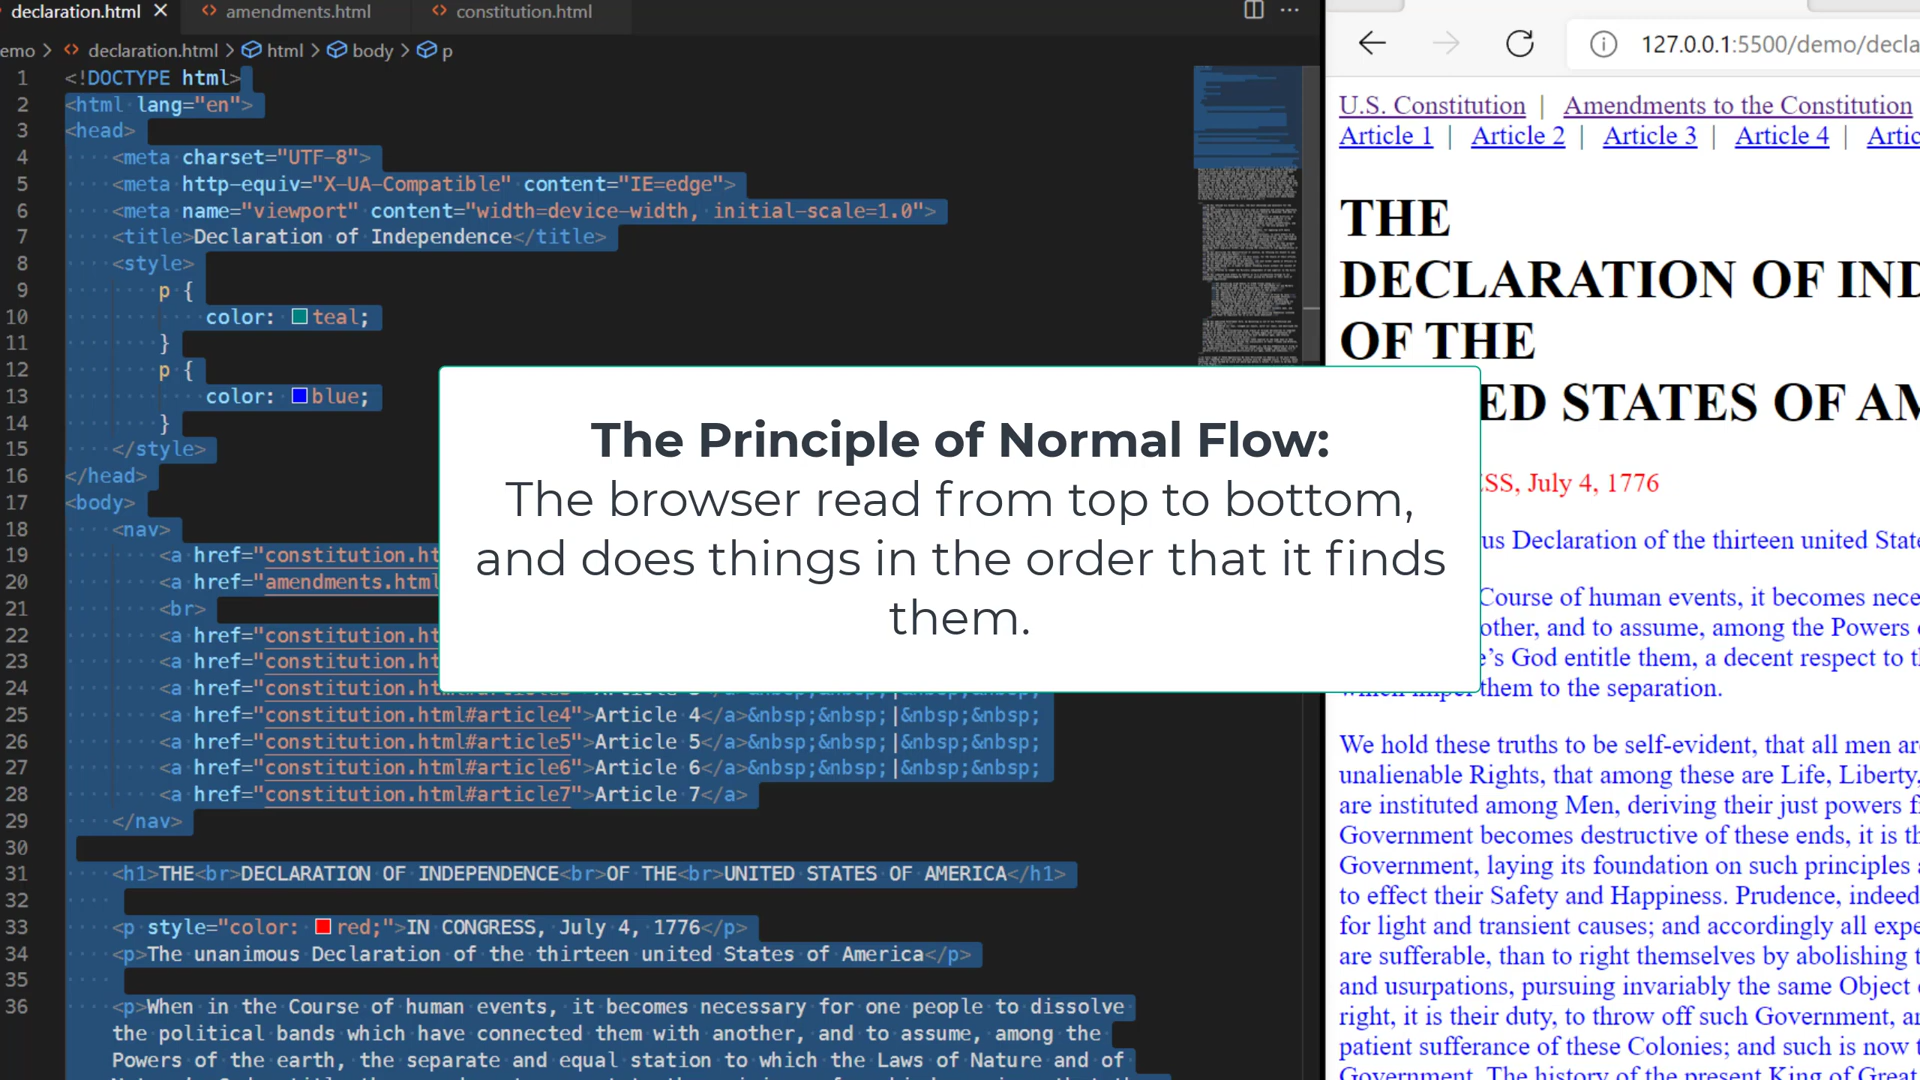 declaration.html
amendments.html
constitution.html
emo > declaration.html > html > body > p
1 <!DOCTYPE html>
2 <html lang="en">
3 <head>
4 <meta charset="UTF-8">
5 <meta http-equiv="X-UA-Compatible" content="IE=edge">
6 <meta name="viewport" content="width=device-width, initial-scale=1.0">
7 <title>Declaration of Independence</title>
8 <style>
9 p {
10 color: teal;
11 }
12 p {
13 color: blue;
14 }
15 </style>
16 </head>
17 <body>
18 <nav>
19 <a href="constitution.ht
20 <a href="amendments.html
21 <br>
22 <a href="constitution.ht
23 <a href="constitution.ht
24 <a href="constitution.html#article3">Article 3</a>&nbsp;&nbsp;|&nbsp;&nbsp;
25 <a href="constitution.html#article4">Article 4</a>&nbsp;&nbsp;|&nbsp;&nbsp;
26 <a href="constitution.html#article5">Article 5</a>&nbsp;&nbsp;|&nbsp;&nbsp;
27 <a href="constitution.html#article6">Article 6</a>&nbsp;&nbsp;|&nbsp;&nbsp;
28 <a href="constitution.html#article7">Article 7</a>
29 </nav>
30
31 <h1>THE<br>DECLARATION OF INDEPENDENCE<br>OF THE<br>UNITED STATES OF AMERICA</h1>
32
33 <p style="color: red;">IN CONGRESS, July 4, 1776</p>
34 <p>The unanimous Declaration of the thirteen united States of America</p>
35
36 <p>When in the Course of human events, it becomes necessary for one people to dissolve
the political bands which have connected them with another, and to assume, among the
Powers of the earth, the separate and equal station to which the Laws of Nature and of
The Principle of Normal Flow:
The browser read from top to bottom,
and does things in the order that it finds
them.
127.0.0.1:5500/demo/decla
U.S. Constitution | Amendments to the Constitution
Article 1 | Article 2 | Article 3 | Article 4 | Artic
THE
DECLARATION OF IND
OF THE
ED STATES OF AM
SS, July 4, 1776
us Declaration of the thirteen united State
Course of human events, it becomes nece
other, and to assume, among the Powers
's God entitle them, a decent respect to t
which impel them to the separation.
We hold these truths to be self-evident, that all men are
unalienable Rights, that among these are Life, Liberty,
are instituted among Men, deriving their just powers f
Government becomes destructive of these ends, it is th
Government, laying its foundation on such principles a
to effect their Safety and Happiness. Prudence, indeed
for light and transient causes; and accordingly all expe
are sufferable, than to right themselves by abolishing t
and usurpations, pursuing invariably the same Object
right, it is their duty, to throw off such Government, a
patient sufferance of these Colonies; and such is now t
Government. The history of the present King of Great